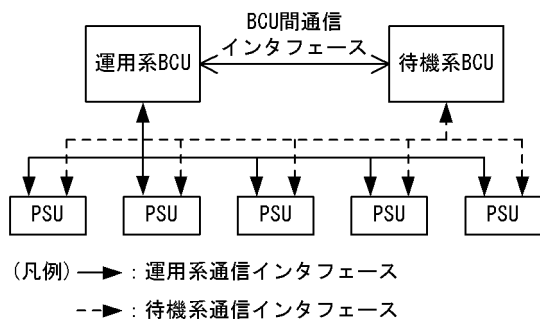 BCU間通信
インタフェース
運用系BCU
待機系BCU
PSU
PSU
PSU
PSU
PSU
(凡例) : 運用系通信インタフェース
: 待機系通信インタフェース